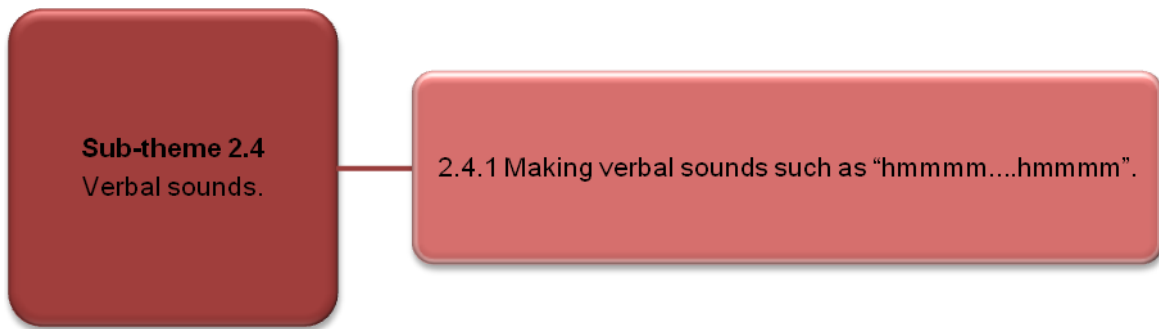 Sub-theme 2.4
Verbal sounds.
2.4.1 Making verbal sounds such as “hmmmm....hmmmm”.